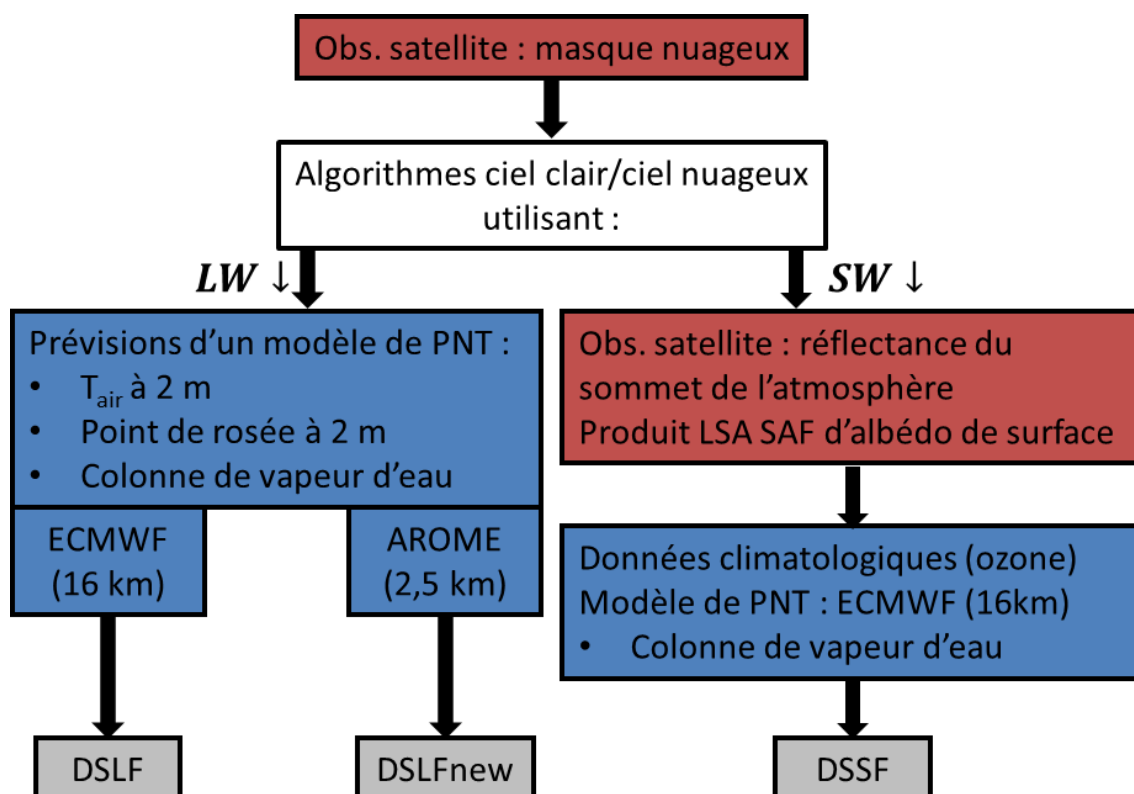 Obs. satellite : masque nuageux
Algorithmes ciel clair/ciel nuageux
utilisant :
LW ↓
SW ↓
Prévisions d’un modèle de PNT :
• Tair à 2 m
• Point de rosée à 2 m
• Colonne de vapeur d’eau
ECMWF
(16 km)
AROME
(2,5 km)
Obs. satellite : réflectance du
sommet de l’atmosphère
Produit LSA SAF d’albédo de surface
Données climatologiques (ozone)
Modèle de PNT : ECMWF (16km)
• Colonne de vapeur d’eau
DSLF
DSLFnew
DSSF